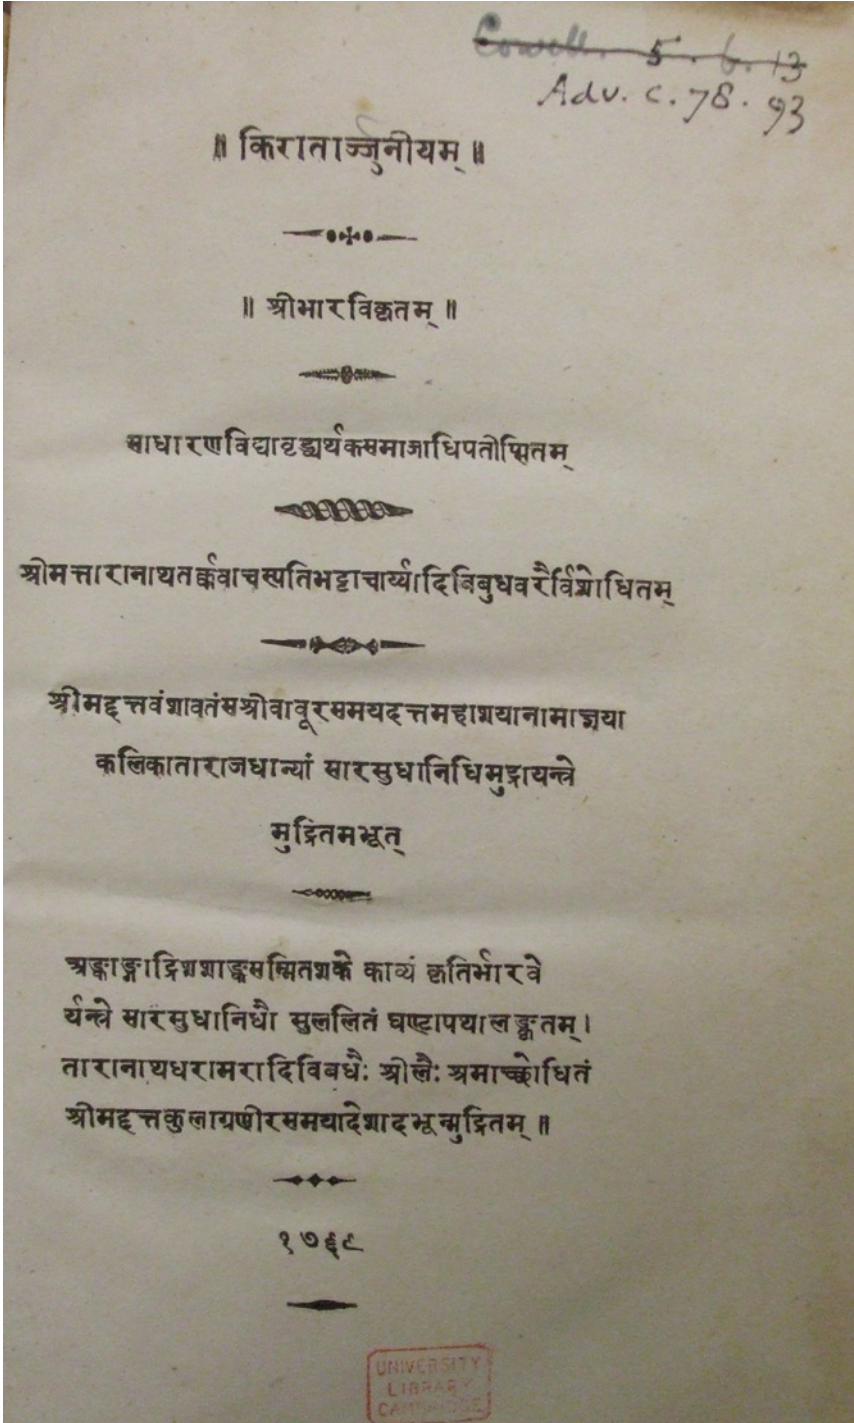 Cowell. 5. 6. 13
Adv. c. 78. 93
॥ किरातार्ज्जुनीयम् ॥
॥ श्रीभारविकृतम् ॥
साधारणविद्यावृद्ध्यर्थकसमाजाधिपतीप्सितम्
श्रीमत्तारानाथतर्क्कवाचस्पतिभट्टाचार्य्यादिविबुधवरैर्विशोधितम्
श्रीमद्दत्तवंशावतंसश्रीवावूरसमयदत्तमहाशयानामाज्ञया
कलिकाताराजधान्यां सारसुधानिधिमुद्रायन्त्रे
मुद्रितमभूत्
अङ्काङ्गाद्रिशशाङ्कसम्मितशके काव्यं कृतिर्भारवे
र्यन्त्रे सारसुधानिधौ सुललितं घण्टापथालङ्कृतम्।
तारानाथधरामरादिविबधैः श्रीलैः श्रमाच्छोधितं
श्रीमद्दत्तकुलाग्रणीरसमयादेशादभून्मुद्रितम् ॥
१७६९
UNIVERSITY
LIBRARY
CAMBRIDGE